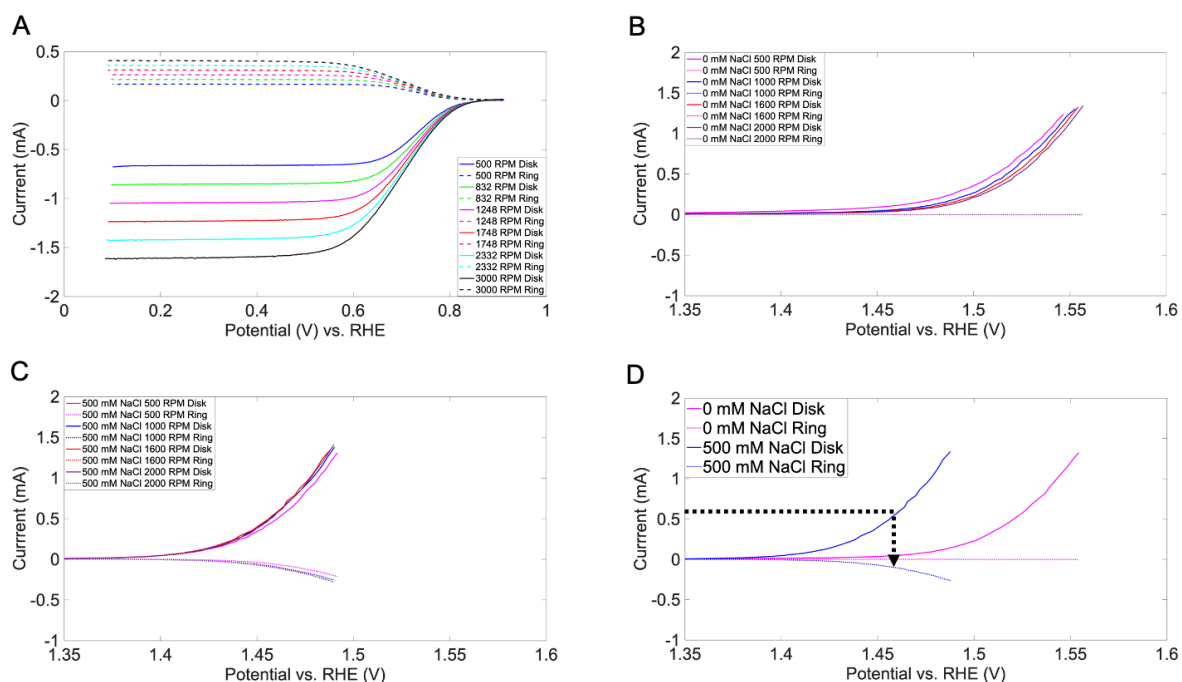 A
0.5
0
-0.5
-1
-1.5
-2
Currrent (mA)
0
0.2
0.4
0.6
0.8
1
Potential (V) vs. RHE
500 RPM Disk
500 RPM Ring
832 RPM Disk
832 RPM Ring
1248 RPM Disk
1248 RPM Ring
1748 RPM Disk
1748 RPM Ring
2332 RPM Disk
2332 RPM Ring
3000 RPM Disk
3000 RPM Ring
B
2
1.5
1
0.5
0
-0.5
-1
Currrent (mA)
1.35
1.4
1.45
1.5
1.55
1.6
Potential vs. RHE (V)
0 mM NaCl 500 RPM Disk
0 mM NaCl 500 RPM Ring
0 mM NaCl 1000 RPM Disk
0 mM NaCl 1000 RPM Ring
0 mM NaCl 1600 RPM Disk
0 mM NaCl 1600 RPM Ring
0 mM NaCl 2000 RPM Disk
0 mM NaCl 2000 RPM Ring
C
2
1.5
1
0.5
0
-0.5
-1
Currrent (mA)
1.35
1.4
1.45
1.5
1.55
1.6
Potential vs. RHE (V)
500 mM NaCl 500 RPM Disk
500 mM NaCl 500 RPM Ring
500 mM NaCl 1000 RPM Disk
500 mM NaCl 1000 RPM Ring
500 mM NaCl 1600 RPM Disk
500 mM NaCl 1600 RPM Ring
500 mM NaCl 2000 RPM Disk
500 mM NaCl 2000 RPM Ring
D
2
1.5
1
0.5
0
-0.5
-1
Currrent (mA)
1.35
1.4
1.45
1.5
1.55
1.6
Potential vs. RHE (V)
0 mM NaCl Disk
0 mM NaCl Ring
500 mM NaCl Disk
500 mM NaCl Ring